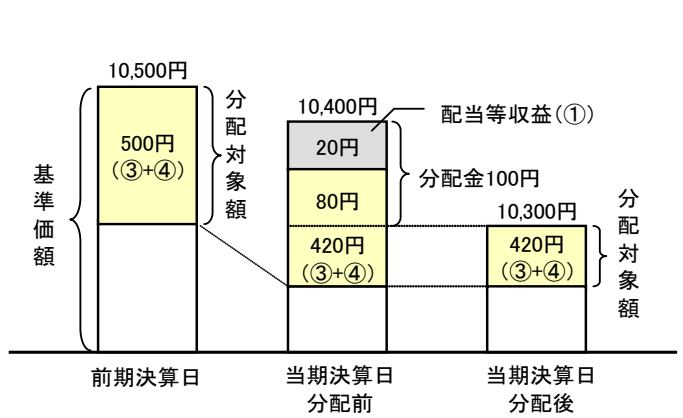 10,500円
500円
(③+④)
分配対象額
基準価額
前期決算日
10,400円
配当等収益(①)
20円
80円
分配金100円
420円
(③+④)
当期決算日
分配前
10,300円
420円
(③+④)
分配対象額
当期決算日
分配後